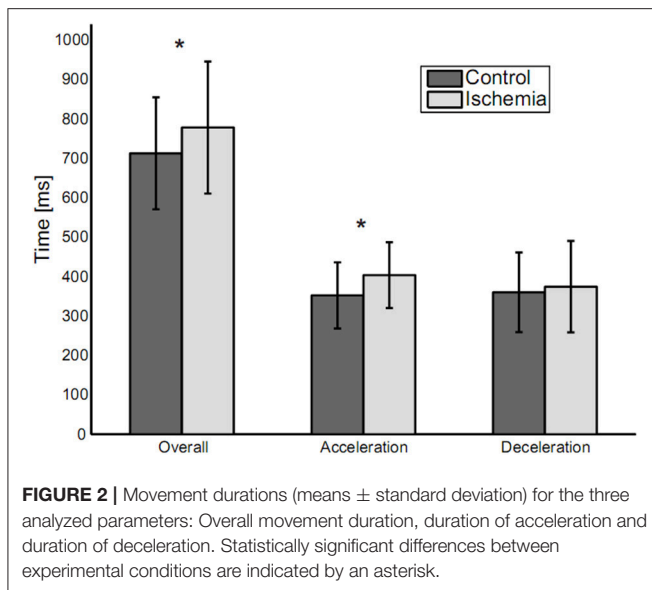 1000
900
800
700
600
500
400
300
200
100
0
Time [ms]
*
*
Control
Ischemia
Overall
Acceleration
Deceleration
FIGURE 2 | Movement durations (means ± standard deviation) for the three
analyzed parameters: Overall movement duration, duration of acceleration and
duration of deceleration. Statistically significant differences between
experimental conditions are indicated by an asterisk.